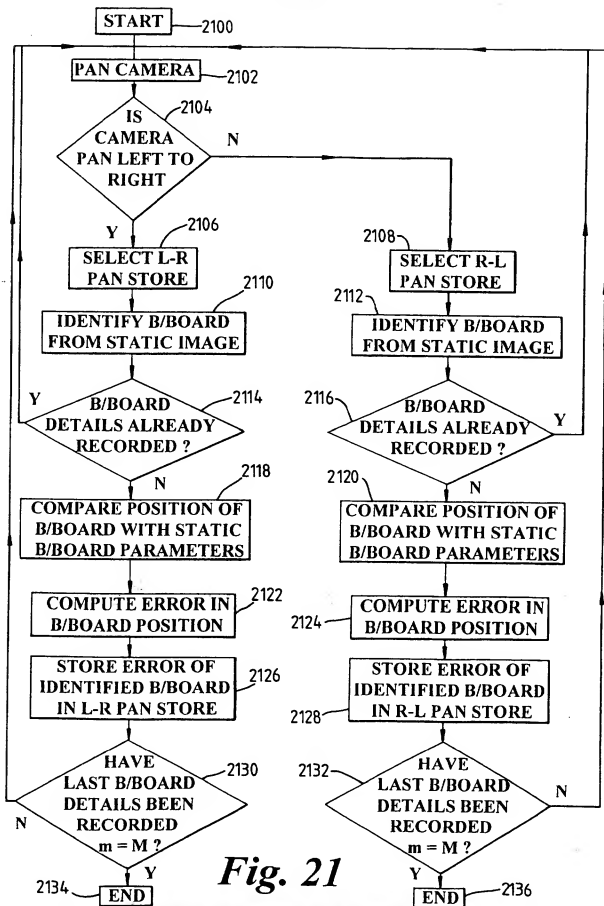 START
2100
PAN CAMERA
2102
2104
IS
CAMERA
PAN LEFT TO
RIGHT
N
Y
2106
SELECT L-R
PAN STORE
2108
SELECT R-L
PAN STORE
2110
IDENTIFY B/BOARD
FROM STATIC IMAGE
2112
IDENTIFY B/BOARD
FROM STATIC IMAGE
Y
2114
B/BOARD
DETAILS ALREADY
RECORDED ?
N
2116
B/BOARD
DETAILS ALREADY
RECORDED ?
Y
N
2118
COMPARE POSITION OF
B/BOARD WITH STATIC
B/BOARD PARAMETERS
2120
COMPARE POSITION OF
B/BOARD WITH STATIC
B/BOARD PARAMETERS
2122
COMPUTE ERROR IN
B/BOARD POSITION
2124
COMPUTE ERROR IN
B/BOARD POSITION
STORE ERROR OF
IDENTIFIED B/BOARD
IN L-R PAN STORE
2126
STORE ERROR OF
IDENTIFIED B/BOARD
IN R-L PAN STORE
2128
2130
HAVE
LAST B/BOARD
DETAILS BEEN
RECORDED
m = M ?
N
Y
2132
HAVE
LAST B/BOARD
DETAILS BEEN
RECORDED
m = M ?
N
Y
2134
END
Fig. 21
END
2136